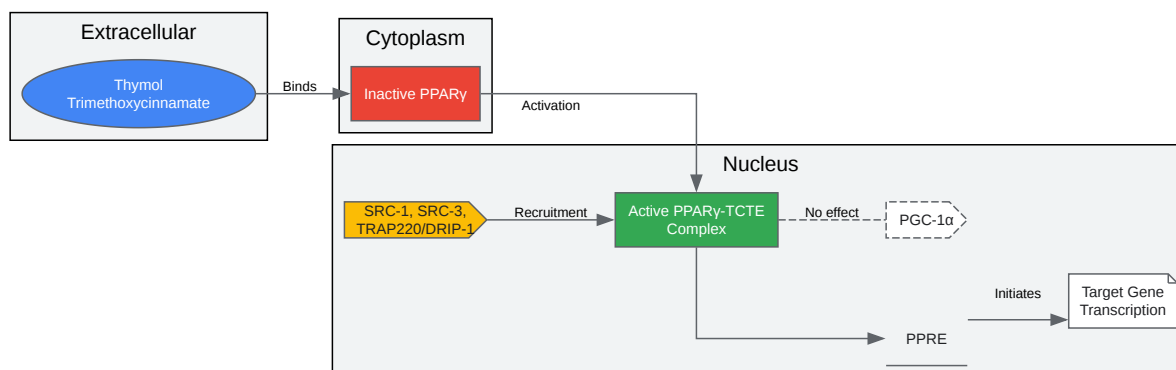 Extracellular
Cytoplasm
Thymol
Trimethoxycinnamate
Binds
Inactive PPARγ
Activation
Nucleus
SRC-1, SRC-3,
TRAP220/DRIP-1
Recruitment
Active PPARγ-TCTE
Complex
No effect
PGC-1α
Initiates
Target Gene
Transcription
PPRE